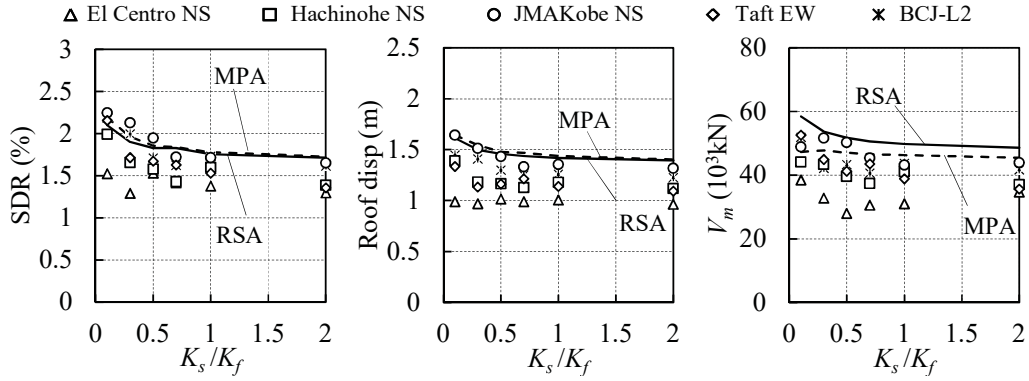 El Centro NS Hachinohe NS JMAKobe NS Taft EW BCJ-L2
SDR (%)
3
2.5
2
1.5
1
0.5
0
MPA
RSA
0 0.5 1 1.5 2
K_s/K_f
Roof disp (m)
2.5
2
1.5
1
0.5
0
MPA
RSA
0 0.5 1 1.5 2
K_s/K_f
V_m (10³kN)
80
60
40
20
0
RSA
MPA
0 0.5 1 1.5 2
K_s/K_f